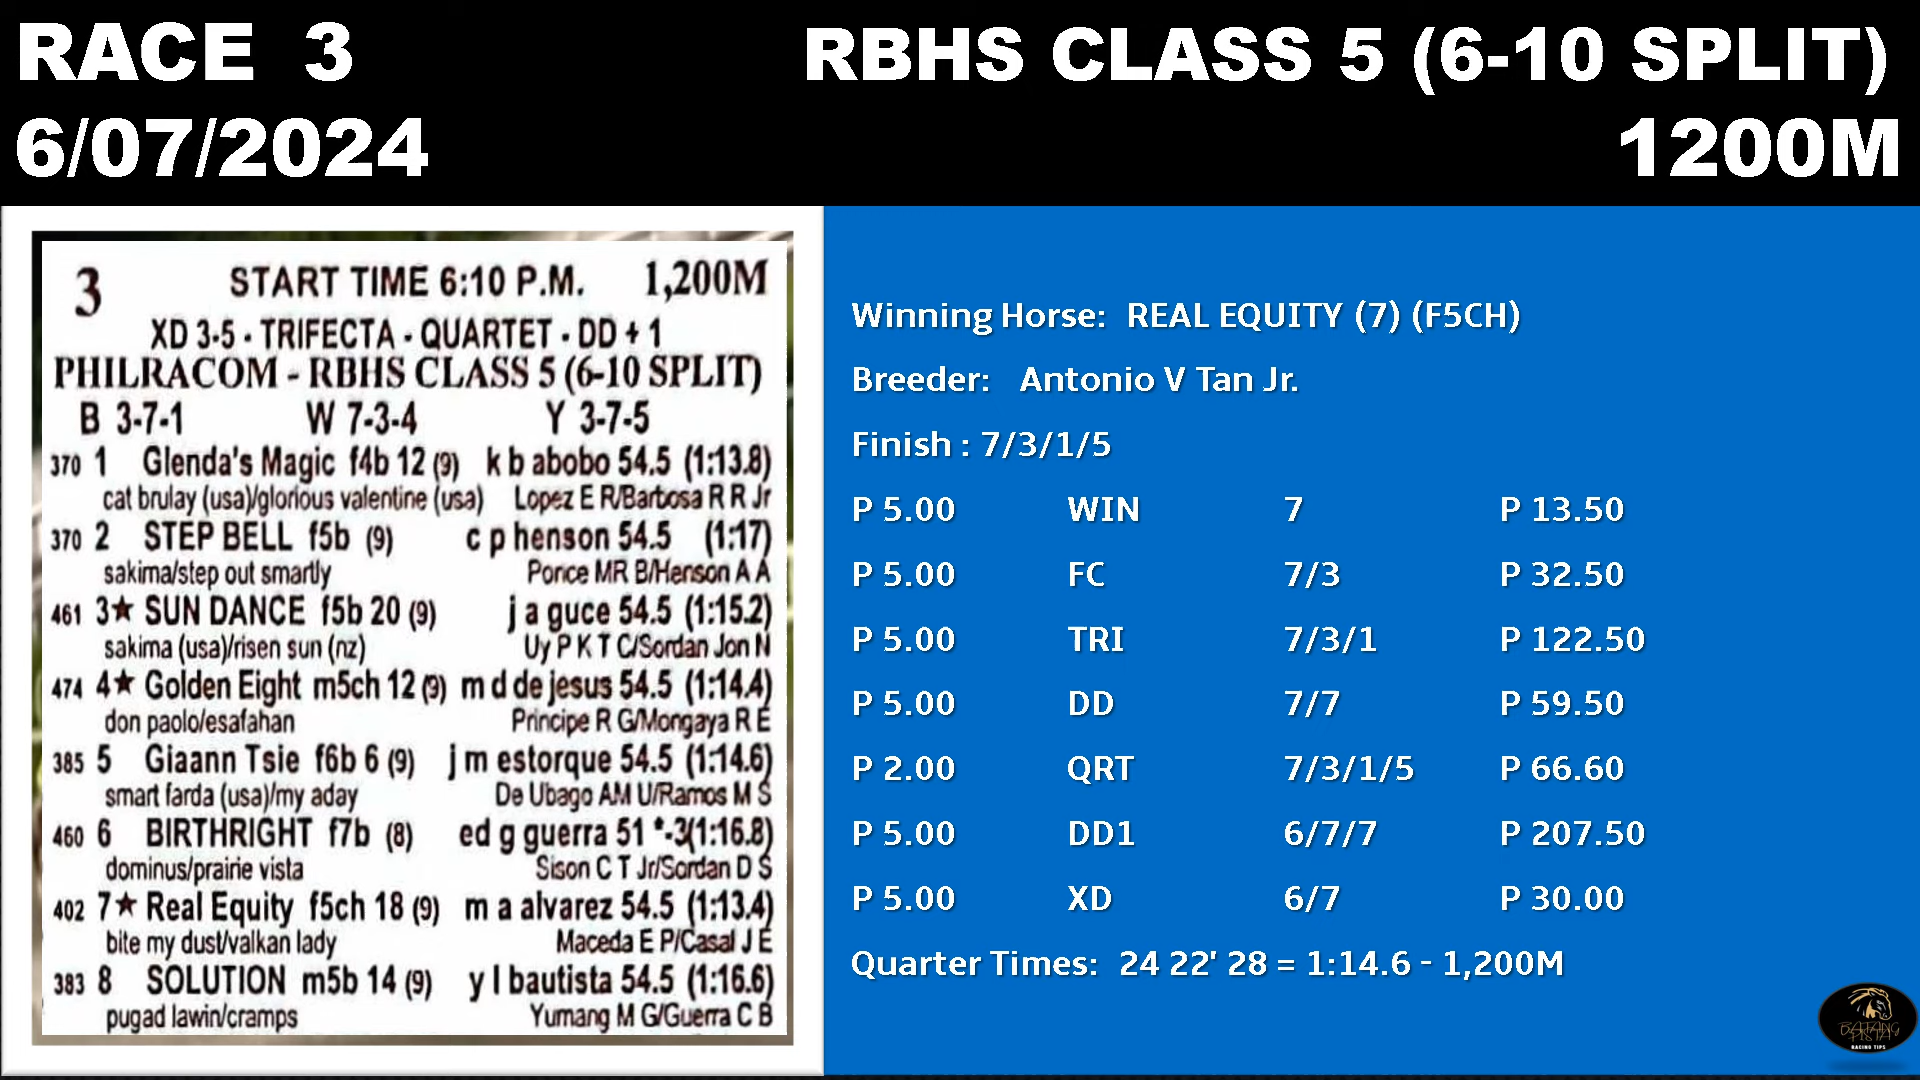 RACE 3
RBHS CLASS 5 (6-10 SPLIT)
6/07/2024
1200M
3 START TIME 6:10 P.M. 1,200M
XD 3-5 - TRIFECTA - QUARTET - DD + 1
PHILRACOM - RBHS CLASS 5 (6-10 SPLIT)
B 3-7-1 W 7-3-4 Y 3-7-5
370 1 Glenda's Magic f4b 12 (9) k b abobo 54.5 (1:13.8)
cat brulay (usa)/glorious valentine (usa) Lopez E R/Barbosa R R Jr
370 2 STEP BELL f5b (9) c p henson 54.5 (1:17)
sakima/step out smartly Ponce MR B/Henson A A
461 3★ SUN DANCE f5b 20 (9) j a guce 54.5 (1:15.2)
sakima (usa)/risen sun (nz) Uy P K T C/Sordan Jon N
474 4★ Golden Eight m5ch 12 (9) m d de jesus 54.5 (1:14.4)
don paolo/esafahan Principe R G/Mongaya R E
385 5 Giaann Tsie f6b 6 (9) j m estorque 54.5 (1:14.6)
smart farda (usa)/my aday De Ubago AM U/Ramos M S
460 6 BIRTHRIGHT f7b (8) ed g guerra 51 *-3(1:16.8)
dominus/prairie vista Sison C T Jr/Sordan D S
402 7★ Real Equity f5ch 18 (9) m a alvarez 54.5 (1:13.4)
bite my dust/valkan lady Maceda E P/Casal J E
383 8 SOLUTION m5b 14 (9) y l bautista 54.5 (1:16.6)
pugad lawin/cramps Yumang M G/Guerra C B
Winning Horse: REAL EQUITY (7) (F5CH)
Breeder: Antonio V Tan Jr.
Finish : 7/3/1/5
P 5.00 WIN 7 P 13.50
P 5.00 FC 7/3 P 32.50
P 5.00 TRI 7/3/1 P 122.50
P 5.00 DD 7/7 P 59.50
P 2.00 QRT 7/3/1/5 P 66.60
P 5.00 DD1 6/7/7 P 207.50
P 5.00 XD 6/7 P 30.00
Quarter Times: 24 22' 28 = 1:14.6 - 1,200M
BATANG
PISTA
RACING TIPS